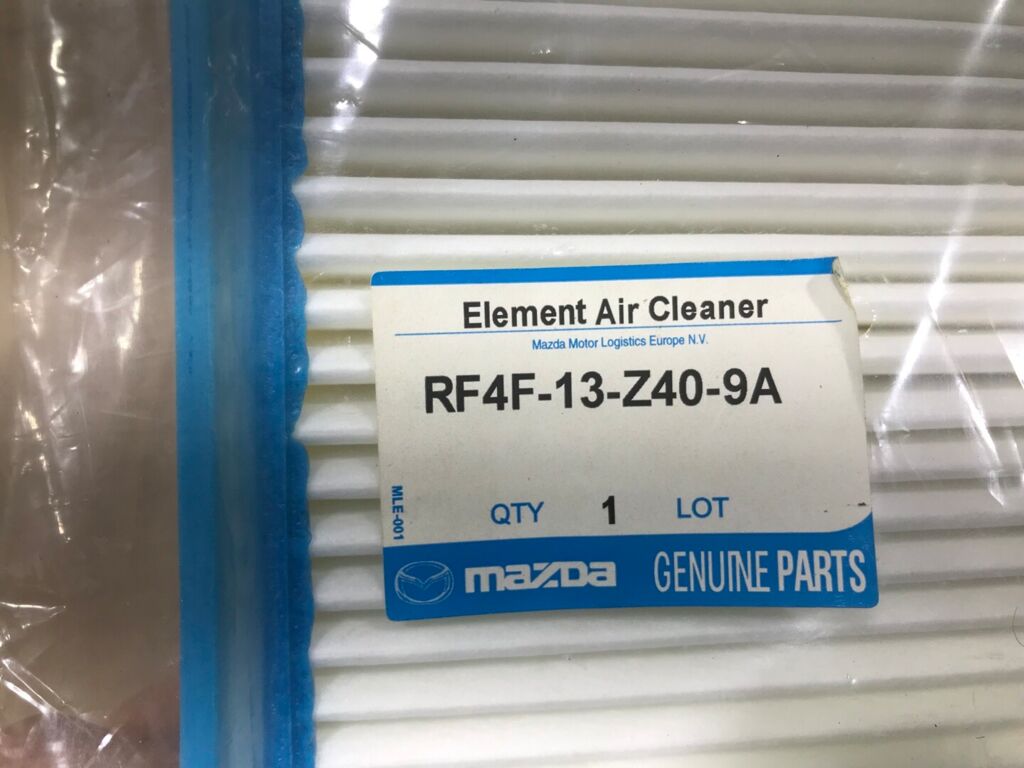 Element Air Cleaner
Mazda Motor Logistics Europe N.V.
RF4F-13-Z40-9A
MLE-001
QTY 1 LOT
mazda GENUINE PARTS